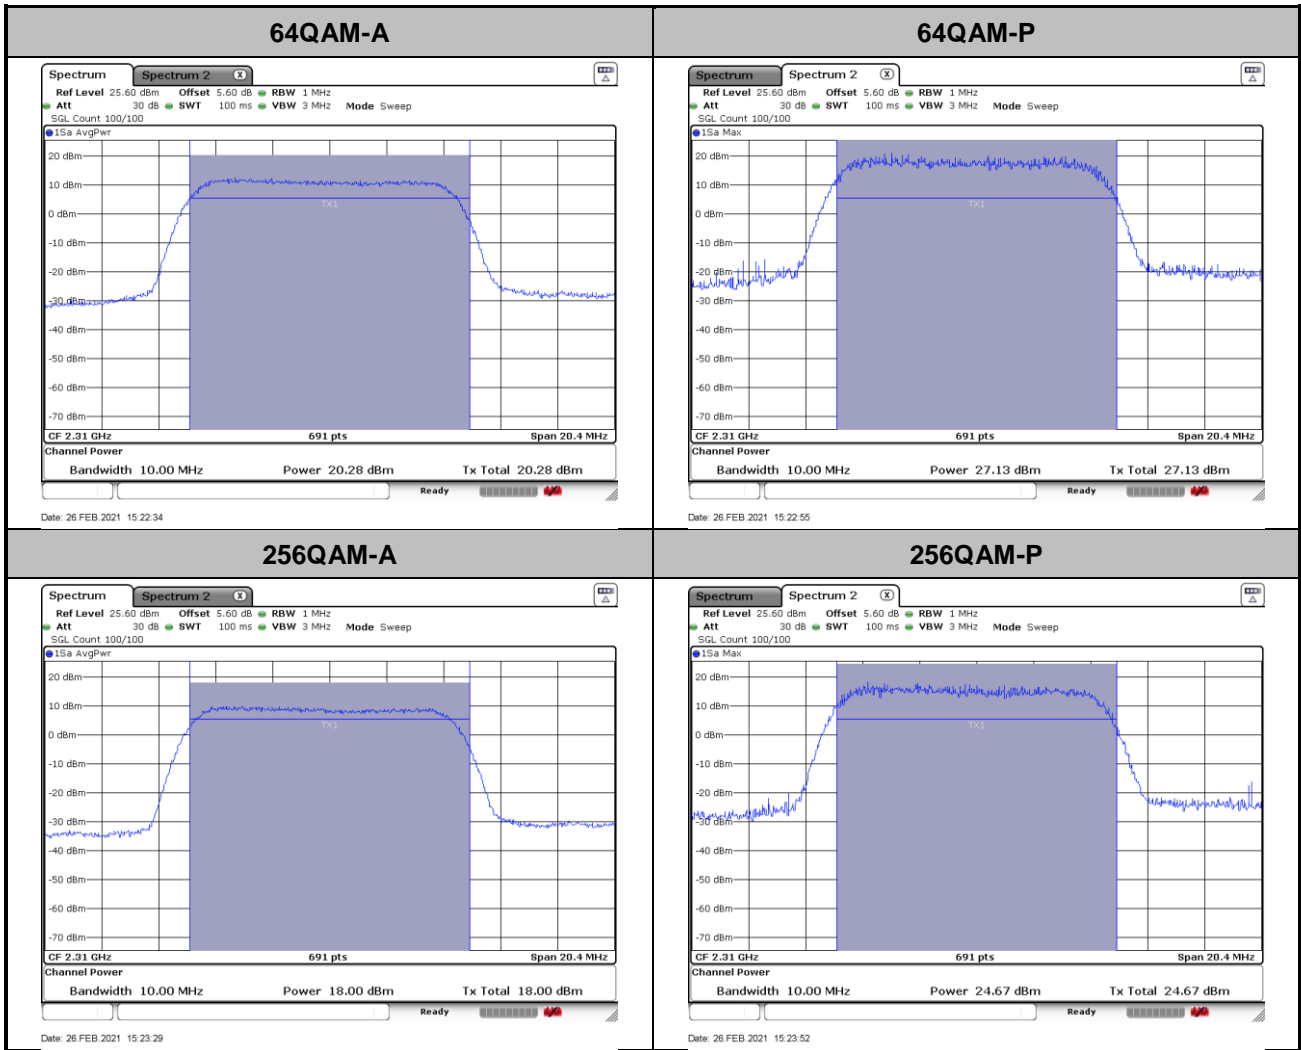 64QAM-A
64QAM-P
Spectrum
Spectrum 2 X
Ref Level 25.60 dBm Offset 5.60 dB RBW 1 MHz
Att 30 dB SWT 100 ms VBW 3 MHz Mode Sweep
SGL Count 100/100
1Sa AvgPwr
20 dBm
10 dBm
0 dBm
-10 dBm
-20 dBm
-30 dBm
-40 dBm
-50 dBm
-60 dBm
-70 dBm
TX1
CF 2.31 GHz 691 pts Span 20.4 MHz
Channel Power
Bandwidth 10.00 MHz Power 20.28 dBm Tx Total 20.28 dBm
Ready
Date: 26.FEB.2021 15:22:34
Spectrum
Spectrum 2 X
Ref Level 25.60 dBm Offset 5.60 dB RBW 1 MHz
Att 30 dB SWT 100 ms VBW 3 MHz Mode Sweep
SGL Count 100/100
1Sa Max
20 dBm
10 dBm
0 dBm
-10 dBm
-20 dBm
-30 dBm
-40 dBm
-50 dBm
-60 dBm
-70 dBm
TX1
CF 2.31 GHz 691 pts Span 20.4 MHz
Channel Power
Bandwidth 10.00 MHz Power 27.13 dBm Tx Total 27.13 dBm
Ready
Date: 26.FEB.2021 15:22:55
256QAM-A
256QAM-P
Spectrum
Spectrum 2 X
Ref Level 25.60 dBm Offset 5.60 dB RBW 1 MHz
Att 30 dB SWT 100 ms VBW 3 MHz Mode Sweep
SGL Count 100/100
1Sa AvgPwr
20 dBm
10 dBm
0 dBm
-10 dBm
-20 dBm
-30 dBm
-40 dBm
-50 dBm
-60 dBm
-70 dBm
TX1
CF 2.31 GHz 691 pts Span 20.4 MHz
Channel Power
Bandwidth 10.00 MHz Power 18.00 dBm Tx Total 18.00 dBm
Ready
Date: 26.FEB.2021 15:23:29
Spectrum
Spectrum 2 X
Ref Level 25.60 dBm Offset 5.60 dB RBW 1 MHz
Att 30 dB SWT 100 ms VBW 3 MHz Mode Sweep
SGL Count 100/100
1Sa Max
20 dBm
10 dBm
0 dBm
-10 dBm
-20 dBm
-30 dBm
-40 dBm
-50 dBm
-60 dBm
-70 dBm
TX1
CF 2.31 GHz 691 pts Span 20.4 MHz
Channel Power
Bandwidth 10.00 MHz Power 24.67 dBm Tx Total 24.67 dBm
Ready
Date: 26.FEB.2021 15:23:52